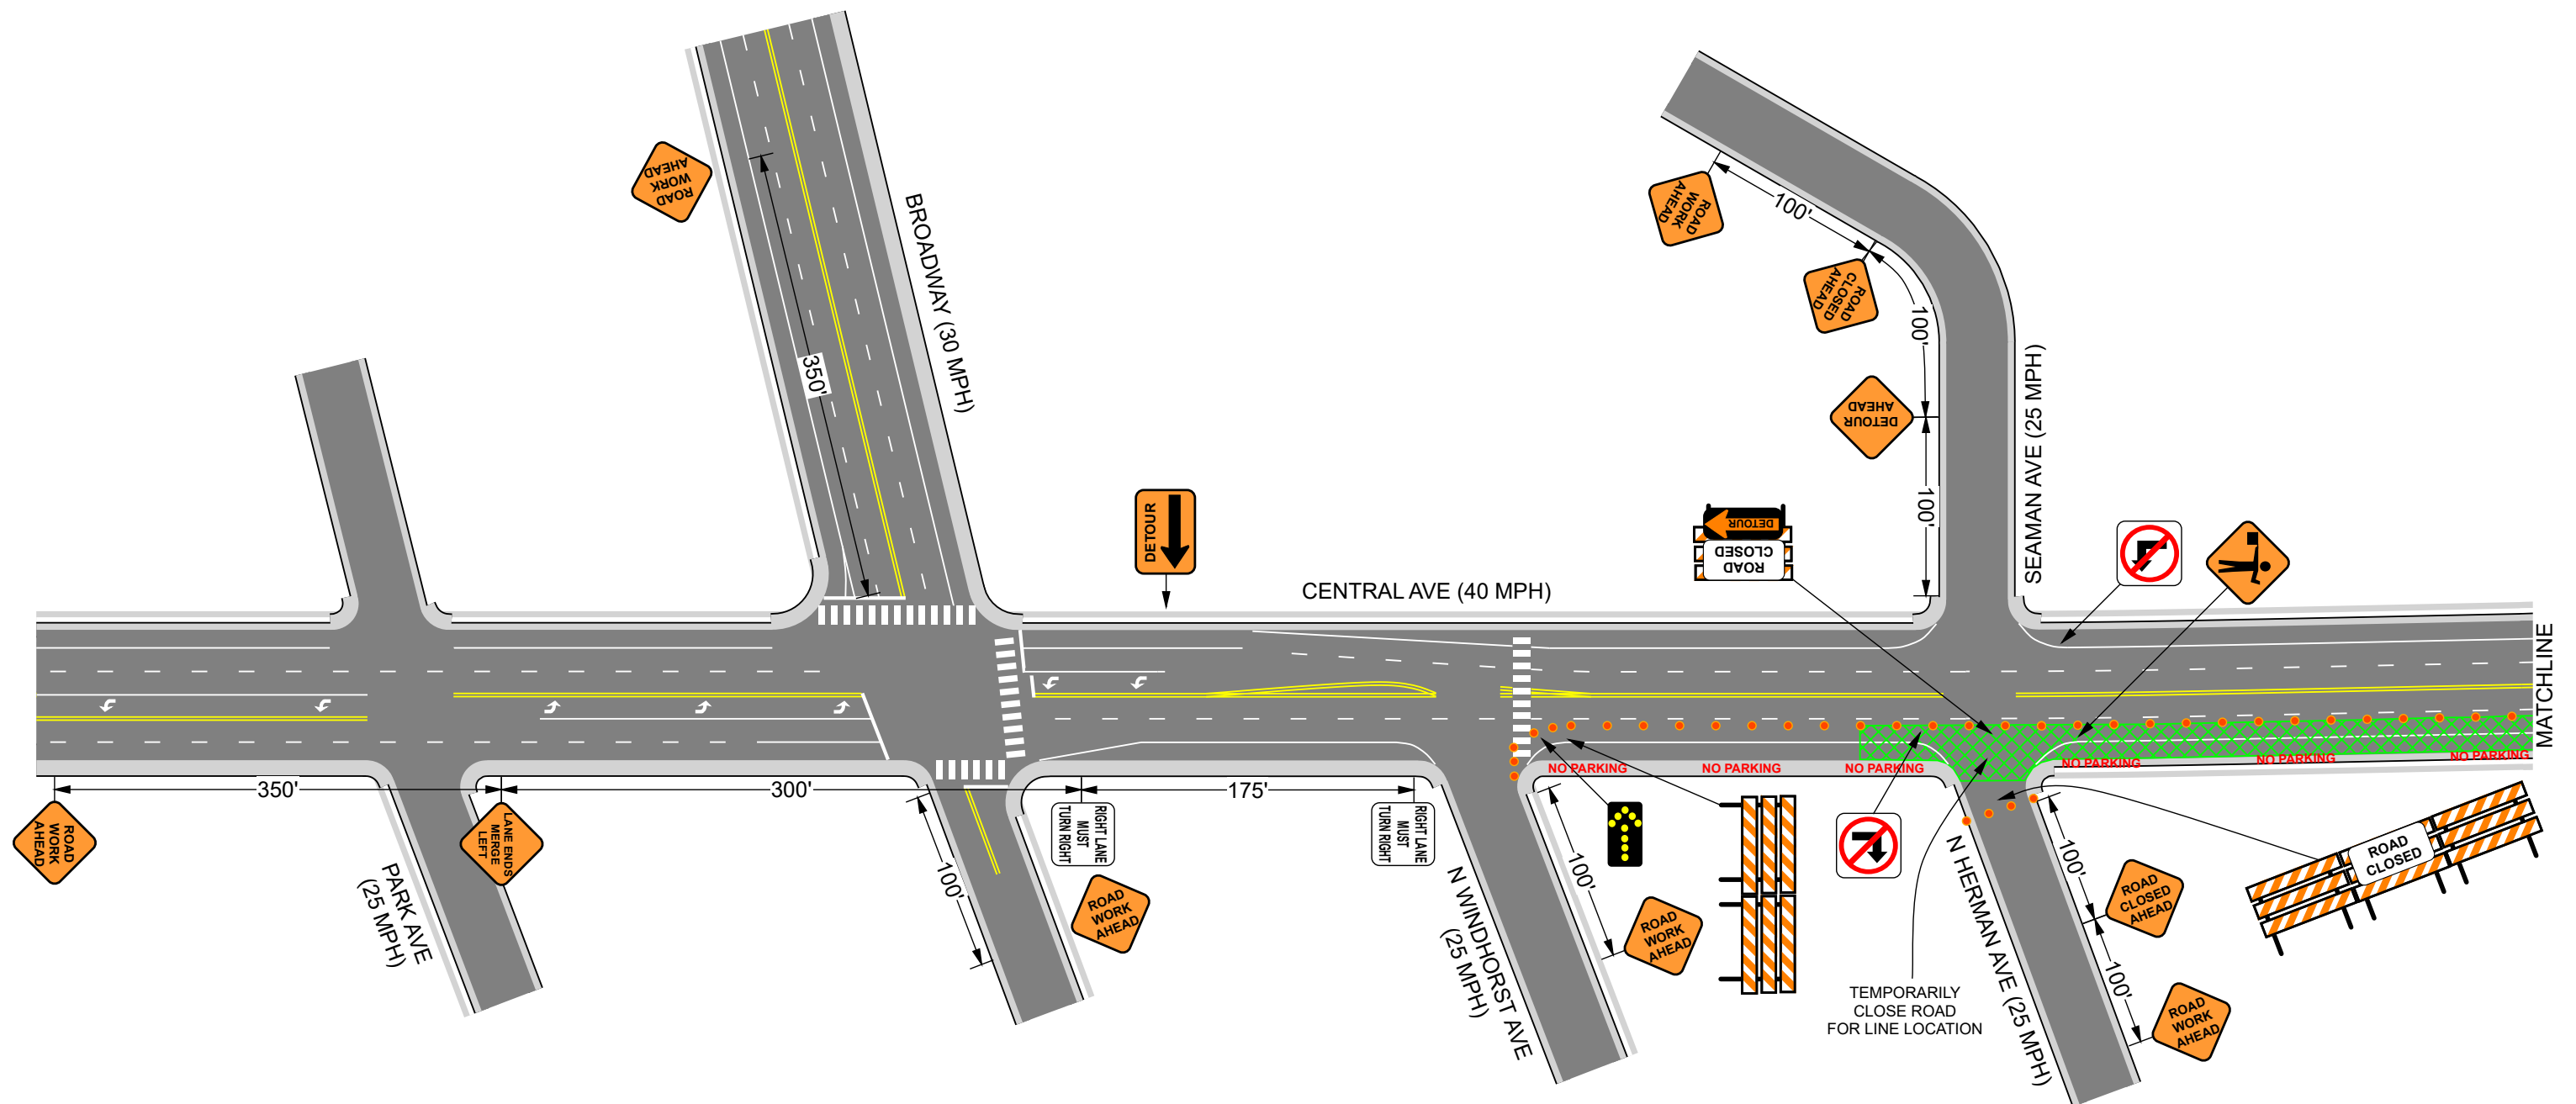 ROAD
WORK
AHEAD
BROADWAY (30 MPH)
350'
ROAD
WORK
AHEAD
100'
ROAD
CLOSED
AHEAD
100'
DETOUR
AHEAD
100'
SEAMAN AVE (25 MPH)
DETOUR
CENTRAL AVE (40 MPH)
DETOUR
ROAD
CLOSED
MATCHLINE
NO PARKING
NO PARKING
NO PARKING
NO PARKING
NO PARKING
NO PARKING
350'
300'
175'
ROAD
WORK
AHEAD
PARK AVE
(25 MPH)
LANE ENDS
MERGE
LEFT
100'
RIGHT LANE
MUST
TURN RIGHT
ROAD
WORK
AHEAD
RIGHT LANE
MUST
TURN RIGHT
N WINDHORST AVE
(25 MPH)
100'
ROAD
WORK
AHEAD
TEMPORARILY
CLOSE ROAD
FOR LINE LOCATION
N HERMAN AVE (25 MPH)
100'
ROAD
CLOSED
AHEAD
100'
ROAD
WORK
AHEAD
ROAD
CLOSED